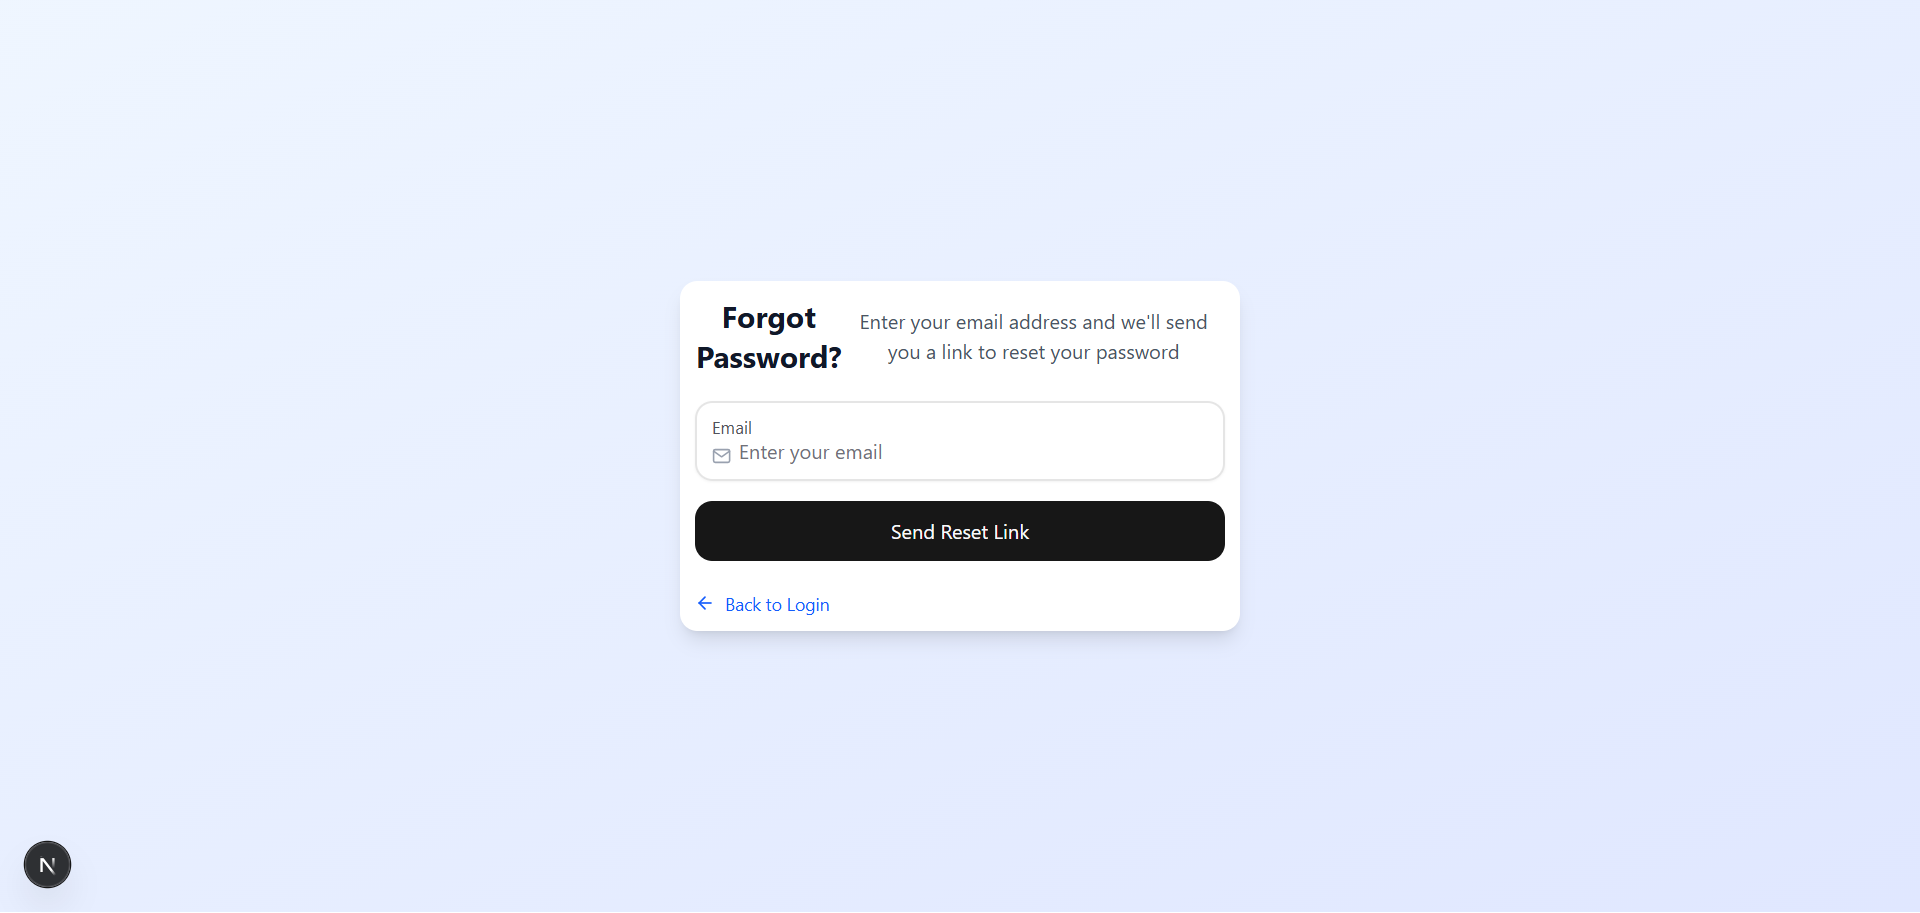 Forgot
Password?
Enter your email address and we'll send
you a link to reset your password
Email
Enter your email
Send Reset Link
Back to Login
N